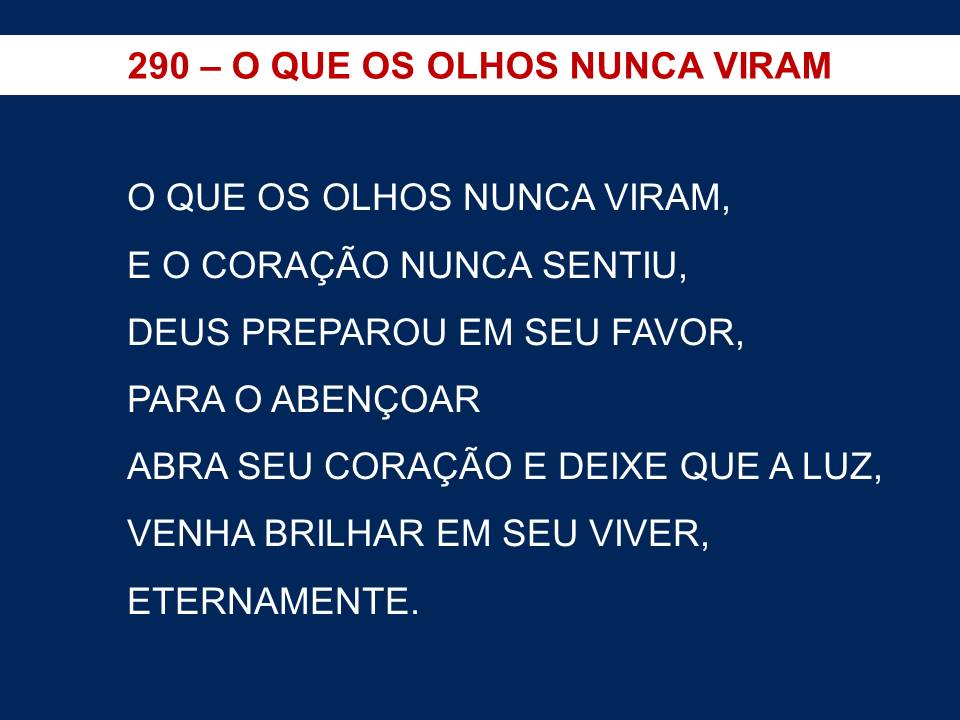 290 – O QUE OS OLHOS NUNCA VIRAM
O QUE OS OLHOS NUNCA VIRAM,
E O CORAÇÃO NUNCA SENTIU,
DEUS PREPAROU EM SEU FAVOR,
PARA O ABENÇOAR
ABRA SEU CORAÇÃO E DEIXE QUE A LUZ,
VENHA BRILHAR EM SEU VIVER,
ETERNAMENTE.